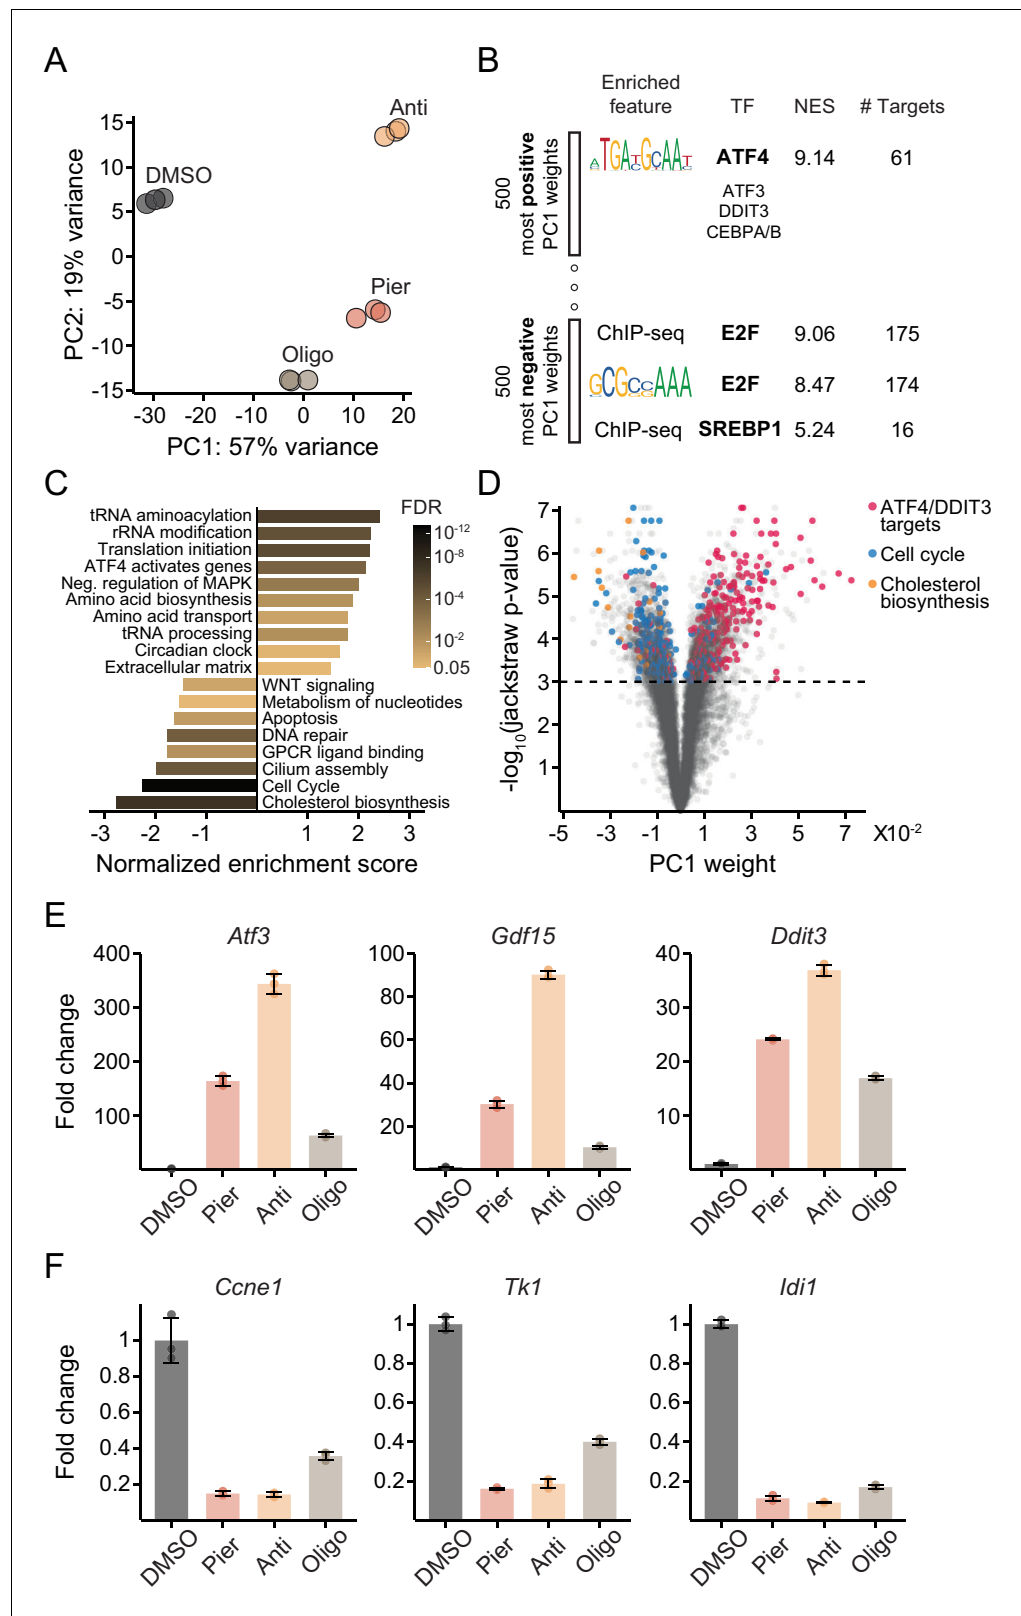 A
Anti
DMSO
Pier
Oligo
15
10
5
0
-5
-10
-15
-30 -20 -10 0 10 20
PC2: 19% variance
PC1: 57% variance
B
Enriched feature TF NES # Targets
500 most positive PC1 weights
ATGATGCAAT ATF4 9.14 61
ATF3
DDIT3
CEBPA/B
500 most negative PC1 weights
ChIP-seq E2F 9.06 175
GCGCCAAA E2F 8.47 174
ChIP-seq SREBP1 5.24 16
C
FDR
10-12
10-8
10-4
10-2
0.05
tRNA aminoacylation
rRNA modification
Translation initiation
ATF4 activates genes
Neg. regulation of MAPK
Amino acid biosynthesis
Amino acid transport
tRNA processing
Circadian clock
Extracellular matrix
WNT signaling
Metabolism of nucleotides
Apoptosis
DNA repair
GPCR ligand binding
Cilium assembly
Cell Cycle
Cholesterol biosynthesis
-3 -2 -1 1 2 3
Normalized enrichment score
D
7
6
5
4
3
2
1
-log10(jackstraw p-value)
ATF4/DDIT3
targets
Cell cycle
Cholesterol
biosynthesis
-5 -3 -1 1 3 5 7 X10-2
PC1 weight
E
Atf3
Fold change
400
300
200
100
DMSO Pier Anti Oligo
Gdf15
100
80
60
40
20
DMSO Pier Anti Oligo
Ddit3
40
30
20
10
DMSO Pier Anti Oligo
F
Ccne1
Fold change
1
0.8
0.6
0.4
0.2
DMSO Pier Anti Oligo
Tk1
1
0.8
0.6
0.4
0.2
DMSO Pier Anti Oligo
Idi1
1
0.8
0.6
0.4
0.2
DMSO Pier Anti Oligo